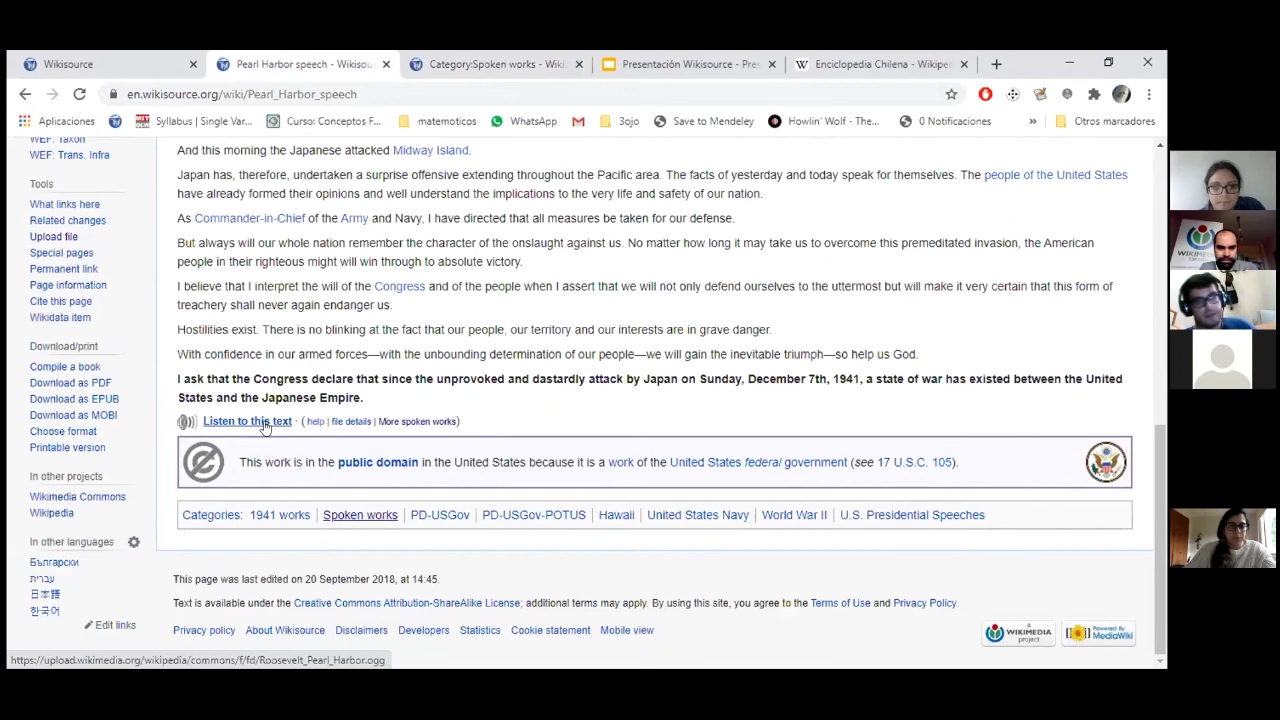 Wikisource
Pearl Harbor speech - Wikisou
Category:Spoken works - Wiki
Presentación Wikisource - Pres
Enciclopedia Chilena - Wikipe
en.wikisource.org/wiki/Pearl_Harbor_speech
Aplicaciones
MIT
Syllabus | Single Var...
Curso: Conceptos F...
matemoticos
WhatsApp
3ojo
Save to Mendeley
Howlin' Wolf - The...
0 Notificaciones
»
Otros marcadores
WEF: Taxon
WEF: Trans. Infra
Tools
What links here
Related changes
Upload file
Special pages
Permanent link
Page information
Cite this page
Wikidata item
Download/print
Compile a book
Download as PDF
Download as EPUB
Download as MOBI
Choose format
Printable version
In other projects
Wikimedia Commons
Wikipedia
In other languages
Български
עברית
日本語
한국어
Edit links
And this morning the Japanese attacked Midway Island.
Japan has, therefore, undertaken a surprise offensive extending throughout the Pacific area. The facts of yesterday and today speak for themselves. The people of the United States
have already formed their opinions and well understand the implications to the very life and safety of our nation.
As Commander-in-Chief of the Army and Navy, I have directed that all measures be taken for our defense.
But always will our whole nation remember the character of the onslaught against us. No matter how long it may take us to overcome this premeditated invasion, the American
people in their righteous might will win through to absolute victory.
I believe that I interpret the will of the Congress and of the people when I assert that we will not only defend ourselves to the uttermost but will make it very certain that this form of
treachery shall never again endanger us.
Hostilities exist. There is no blinking at the fact that our people, our territory and our interests are in grave danger.
With confidence in our armed forces—with the unbounding determination of our people—we will gain the inevitable triumph—so help us God.
I ask that the Congress declare that since the unprovoked and dastardly attack by Japan on Sunday, December 7th, 1941, a state of war has existed between the United
States and the Japanese Empire.
Listen to this text · ( help | file details | More spoken works)
This work is in the public domain in the United States because it is a work of the United States federal government (see 17 U.S.C. 105).
Categories: 1941 works | Spoken works | PD-USGov | PD-USGov-POTUS | Hawaii | United States Navy | World War II | U.S. Presidential Speeches
This page was last edited on 20 September 2018, at 14:45.
Text is available under the Creative Commons Attribution-ShareAlike License; additional terms may apply. By using this site, you agree to the Terms of Use and Privacy Policy.
Privacy policy About Wikisource Disclaimers Developers Statistics Cookie statement Mobile view
A WIKIMEDIA project
Powered By MediaWiki
https://upload.wikimedia.org/wikipedia/commons/f/fd/Roosevelt_Pearl_Harbor.ogg
WIKIMEDIA